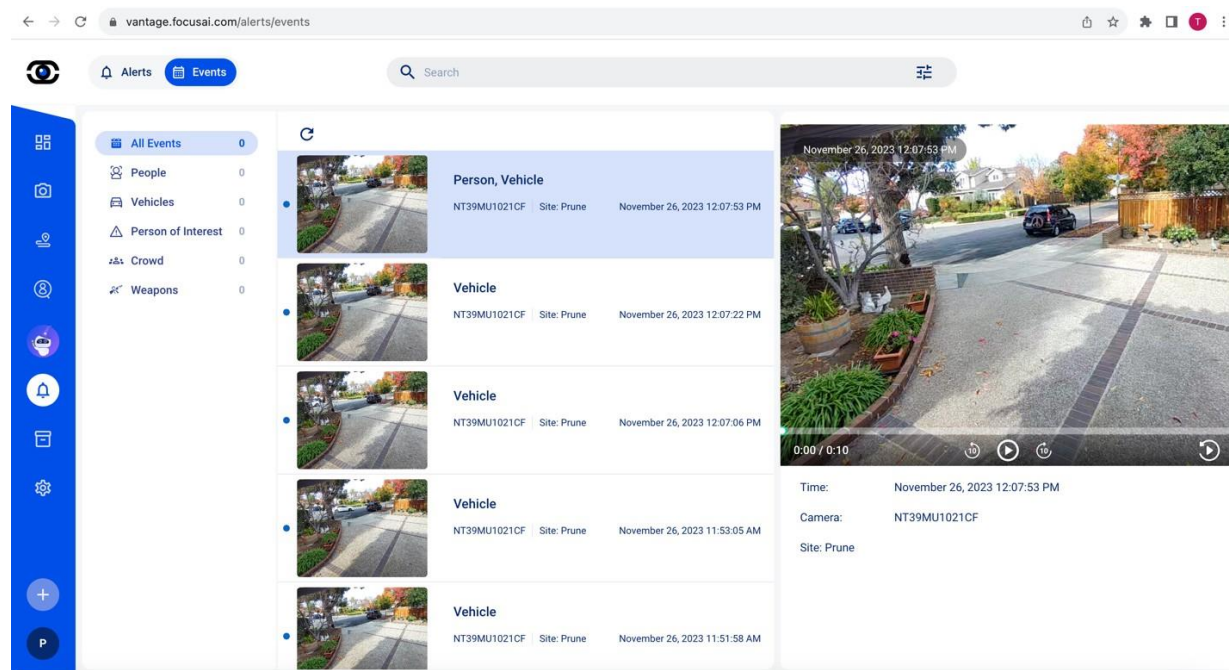 vantage.focusai.com/alerts/events
T
Alerts
Events
Search
All Events 0
People 0
Vehicles 0
Person of Interest 0
Crowd 0
Weapons 0
Person, Vehicle
NT39MU1021CF Site: Prune November 26, 2023 12:07:53 PM
Vehicle
NT39MU1021CF Site: Prune November 26, 2023 12:07:22 PM
Vehicle
NT39MU1021CF Site: Prune November 26, 2023 12:07:06 PM
Vehicle
NT39MU1021CF Site: Prune November 26, 2023 11:53:05 AM
Vehicle
NT39MU1021CF Site: Prune November 26, 2023 11:51:58 AM
November 26, 2023 12:07:53 PM
0:00 / 0:10
10
10
Time: November 26, 2023 12:07:53 PM
Camera: NT39MU1021CF
Site: Prune
P